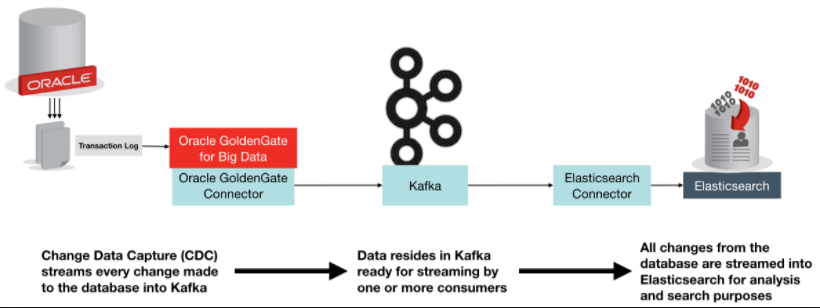 ORACLE
1010
1010
1010
1010
Transaction Log
Oracle GoldenGate
for Big Data
Oracle GoldenGate
Connector
Kafka
Elasticsearch
Connector
Elasticsearch
Change Data Capture (CDC)
streams every change made
to the database into Kafka
Data resides in Kafka
ready for streaming by
one or more consumers
All changes from the
database are streamed into
Elasticsearch for analysis
and search purposes